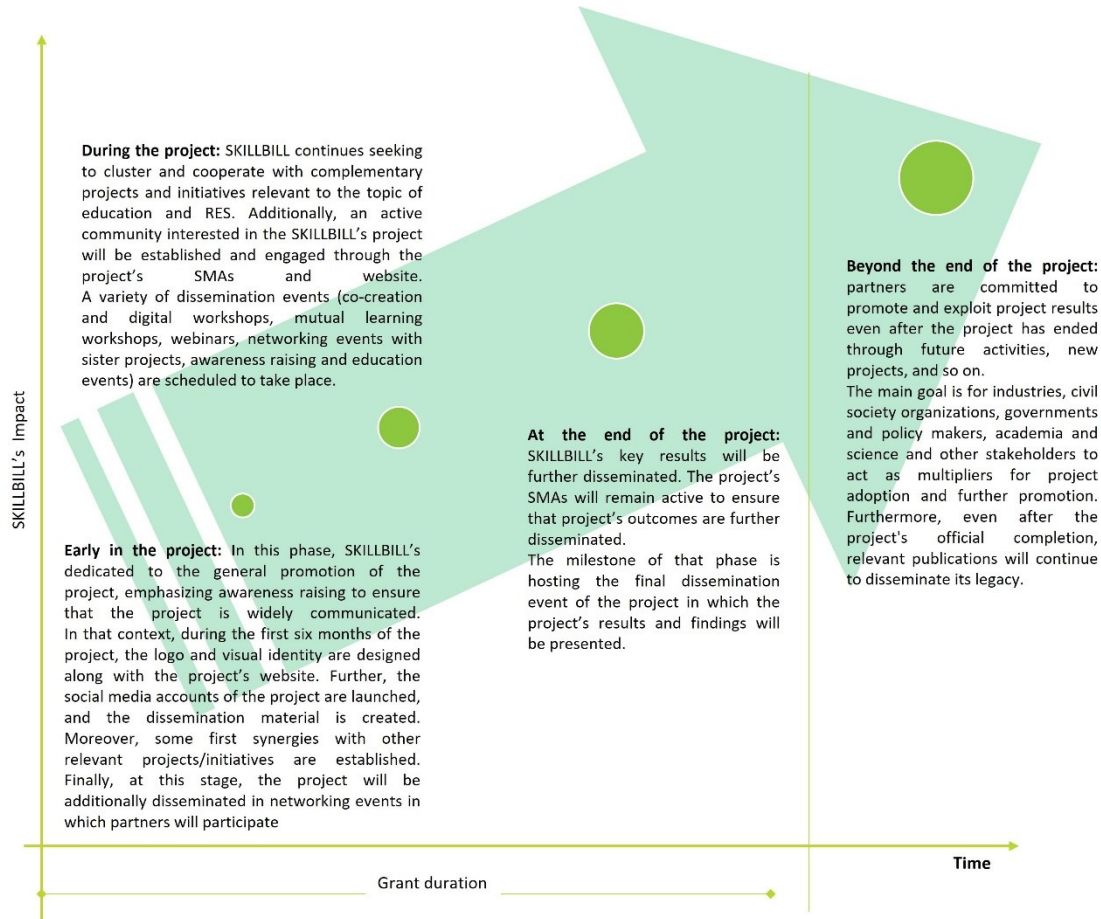 During the project: SKILLBILL continues seeking
to cluster and cooperate with complementary
projects and initiatives relevant to the topic of
education and RES. Additionally, an active
community interested in the SKILLBILL's project
will be established and engaged through the
project's SMAs and website.
A variety of dissemination events (co-creation
and digital workshops, mutual learning
workshops, webinars, networking events with
sister projects, awareness raising and education
events) are scheduled to take place.
Beyond the end of the project:
partners are committed to
promote and exploit project results
even after the project has ended
through future activities, new
projects, and so on.
The main goal is for industries, civil
society organizations, governments
and policy makers, academia and
science and other stakeholders to
act as multipliers for project
adoption and further promotion.
Furthermore, even after the
project's official completion,
relevant publications will continue
to disseminate its legacy.
SKILLBILL's Impact
At the end of the project:
SKILLBILL's key results will be
further disseminated. The project's
SMAs will remain active to ensure
that project's outcomes are further
disseminated.
The milestone of that phase is
hosting the final dissemination
event of the project in which the
project's results and findings will
be presented.
Early in the project: In this phase, SKILLBILL's
dedicated to the general promotion of the
project, emphasizing awareness raising to ensure
that the project is widely communicated.
In that context, during the first six months of the
project, the logo and visual identity are designed
along with the project's website. Further, the
social media accounts of the project are launched,
and the dissemination material is created.
Moreover, some first synergies with other
relevant projects/initiatives are established.
Finally, at this stage, the project will be
additionally disseminated in networking events in
which partners will participate
Time
Grant duration